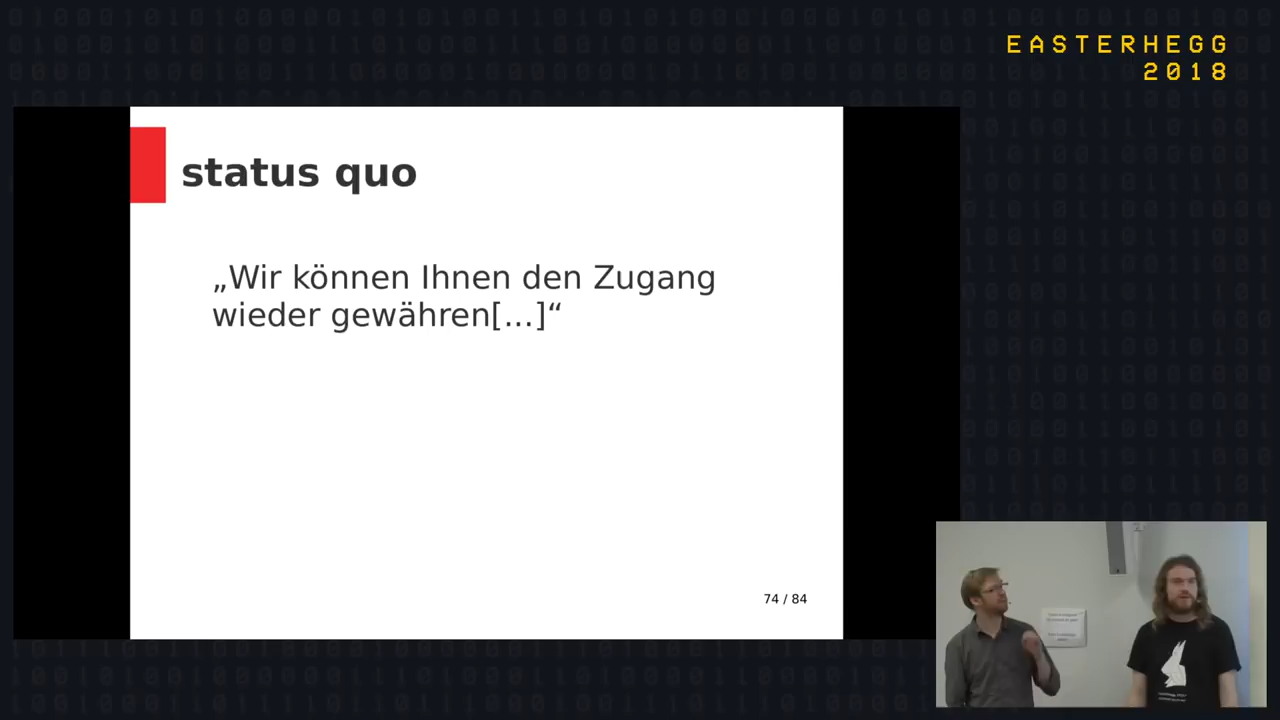 EASTERHEGG
2018
status quo
„Wir können Ihnen den Zugang
wieder gewähren[...]“
74 / 84